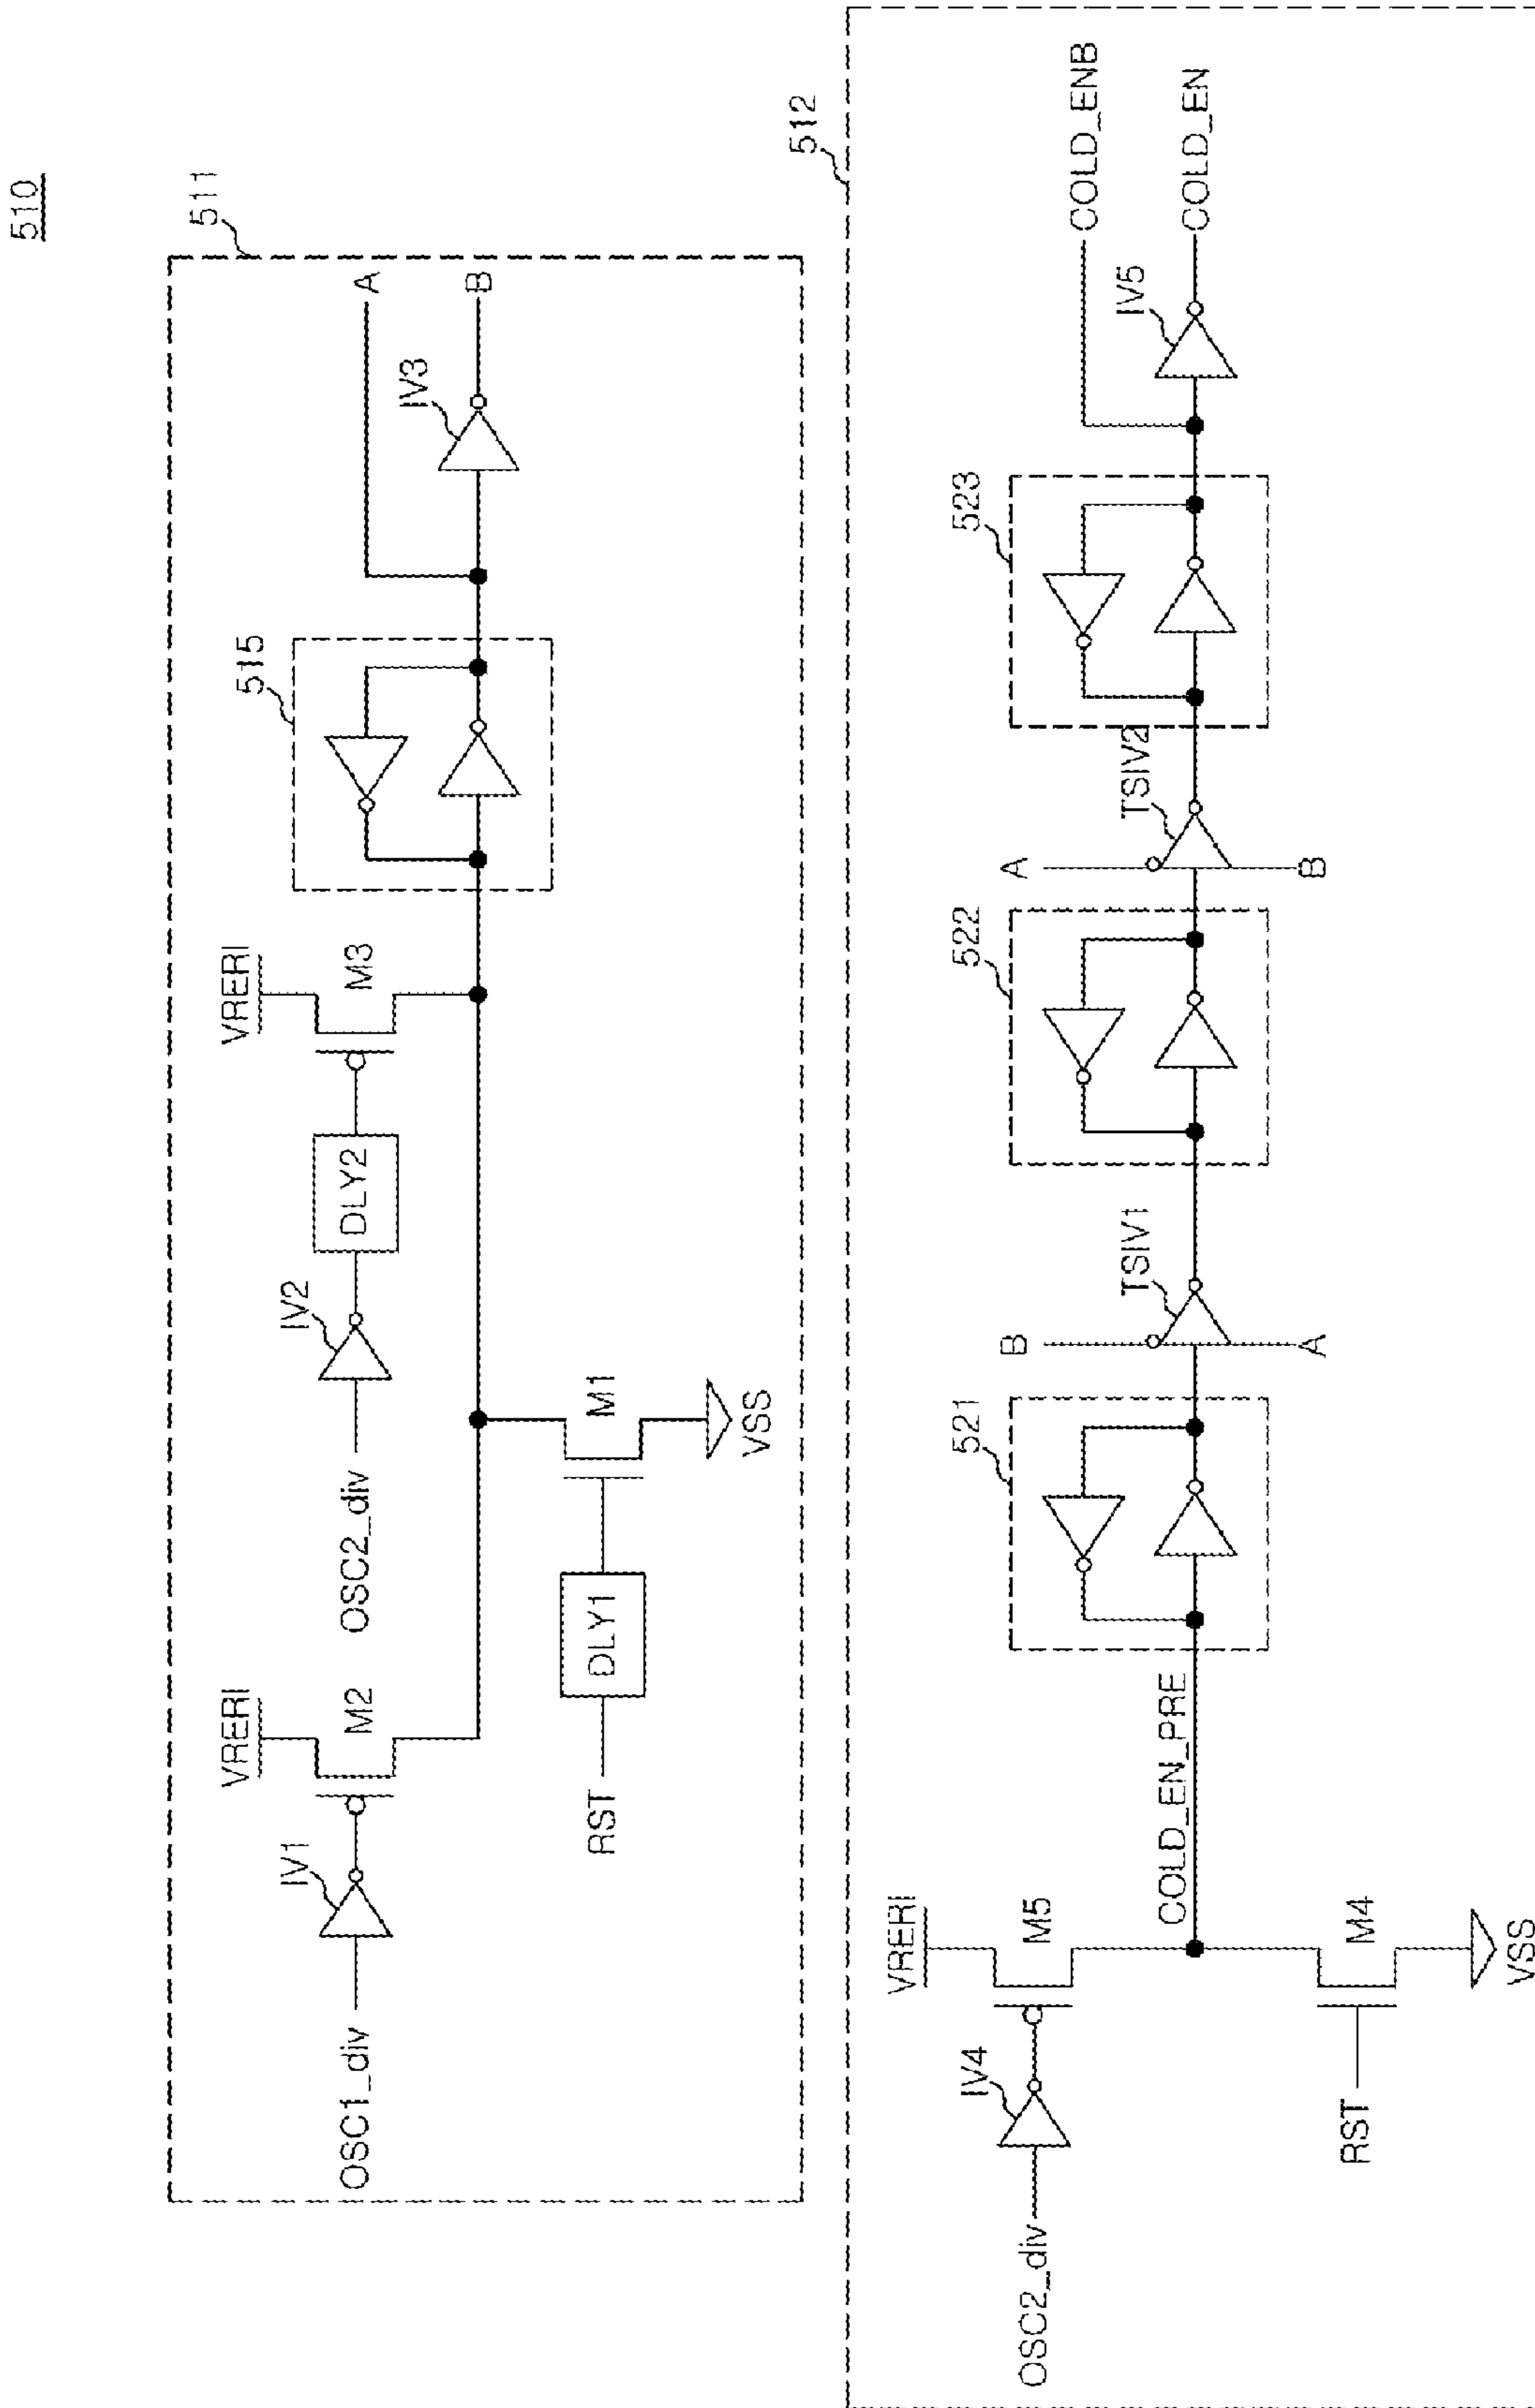 510
511
VRERI
VRERI
515
IV1
M2
IV2
DLY2
M3
A
OSC1_div
OSC2_div
IV3
B
RST
DLY1
M1
VSS
512
VRERI
IV4
M5
521
522
523
COLD_ENB
OSC2_div
B
A
TSIV1
TSIV2
IV5
COLD_EN_PRE
COLD_EN
A
B
RST
M4
VSS